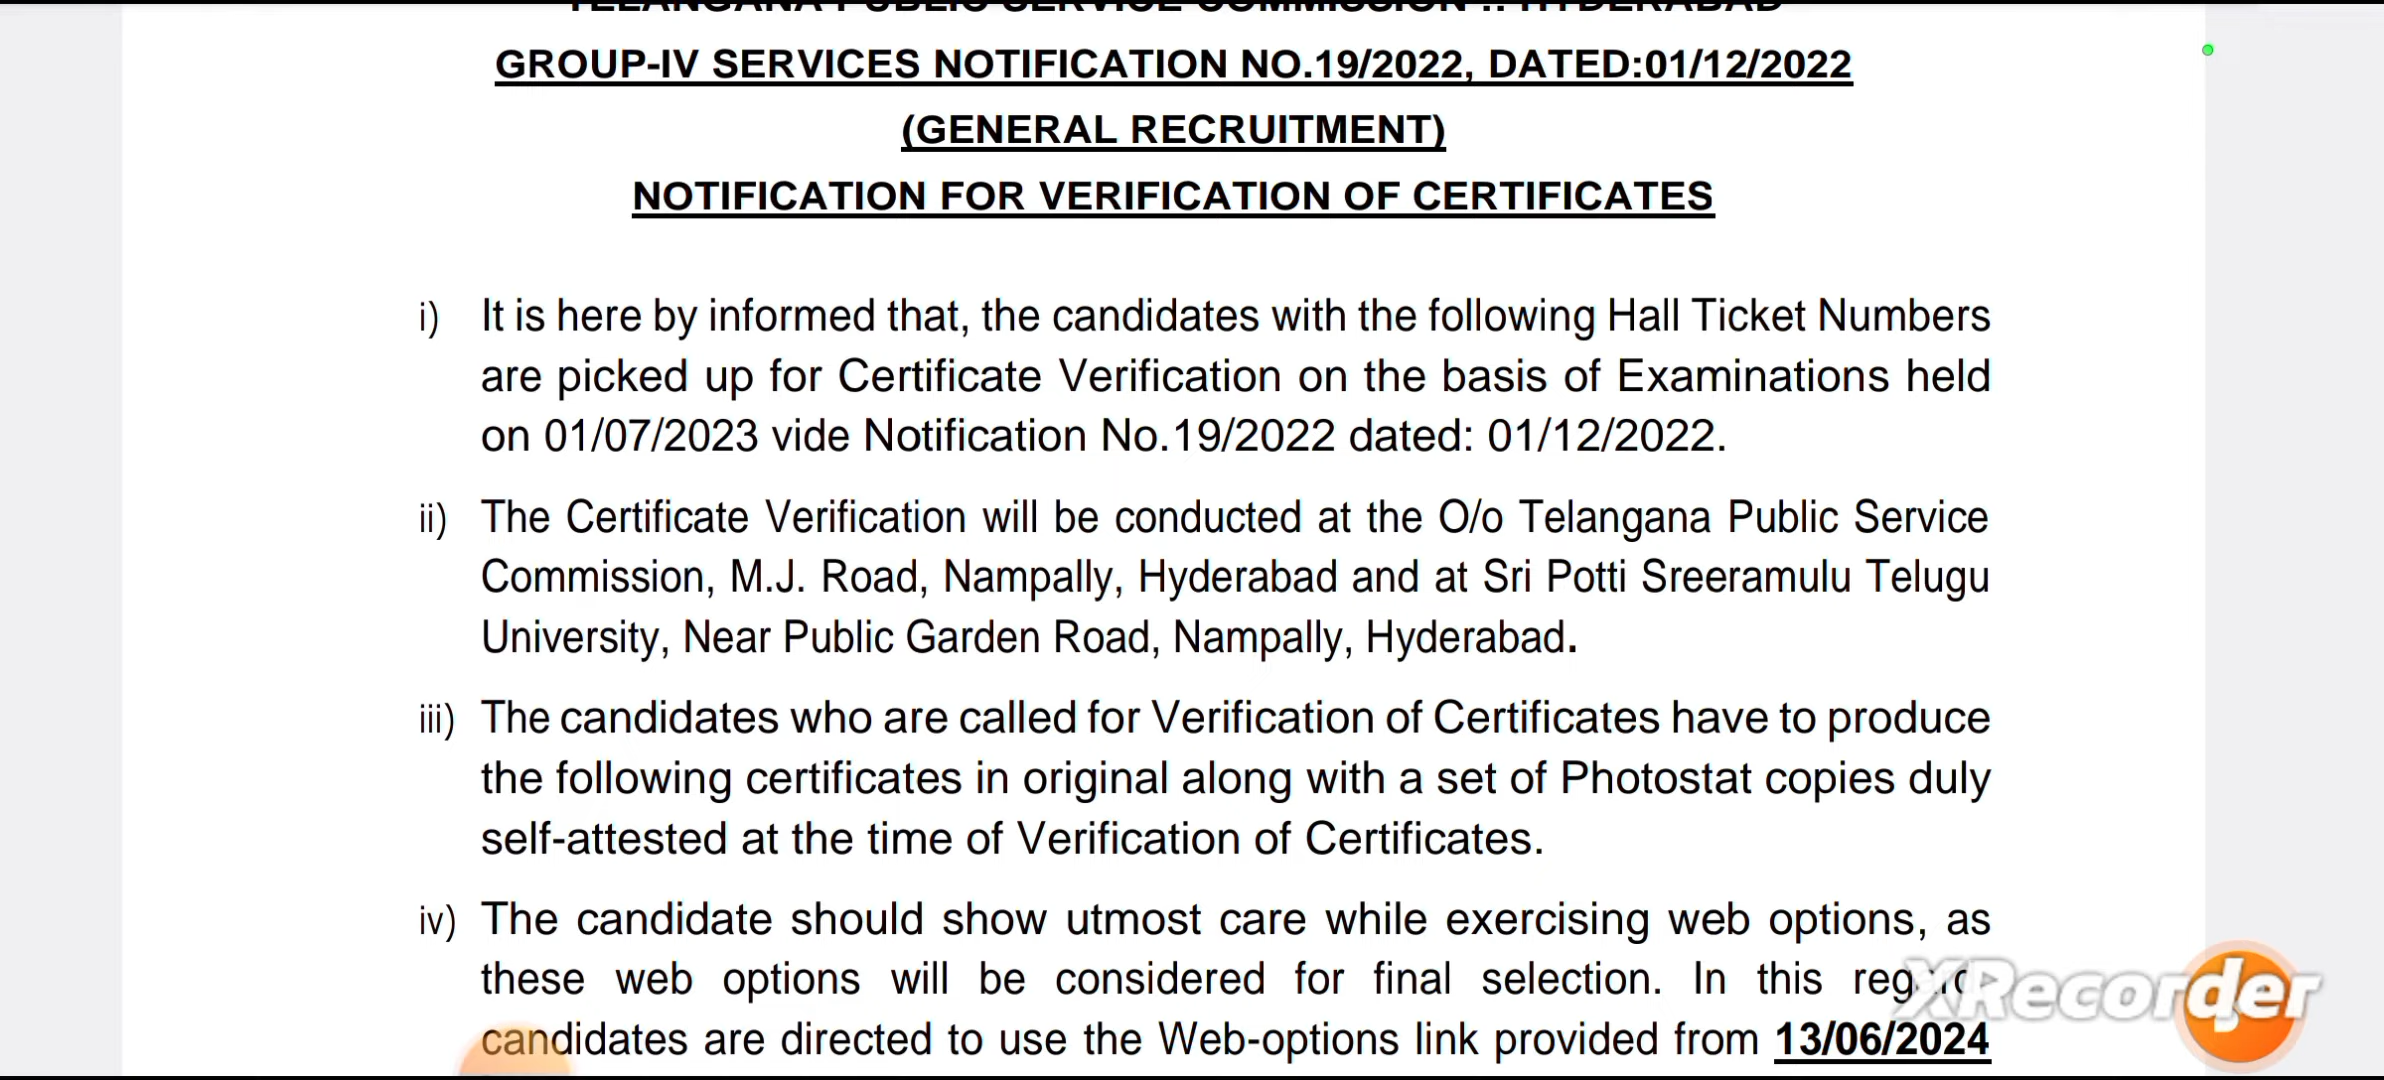 TELANGANA PUBLIC SERVICE COMMISSION :: HYDERABAD
GROUP-IV SERVICES NOTIFICATION NO.19/2022, DATED:01/12/2022
(GENERAL RECRUITMENT)
NOTIFICATION FOR VERIFICATION OF CERTIFICATES
i) It is here by informed that, the candidates with the following Hall Ticket Numbers
are picked up for Certificate Verification on the basis of Examinations held
on 01/07/2023 vide Notification No.19/2022 dated: 01/12/2022.
ii) The Certificate Verification will be conducted at the O/o Telangana Public Service
Commission, M.J. Road, Nampally, Hyderabad and at Sri Potti Sreeramulu Telugu
University, Near Public Garden Road, Nampally, Hyderabad.
iii) The candidates who are called for Verification of Certificates have to produce
the following certificates in original along with a set of Photostat copies duly
self-attested at the time of Verification of Certificates.
iv) The candidate should show utmost care while exercising web options, as
these web options will be considered for final selection. In this
candidates are directed to use the Web-options link provided from 13/06/2024
XRecorder